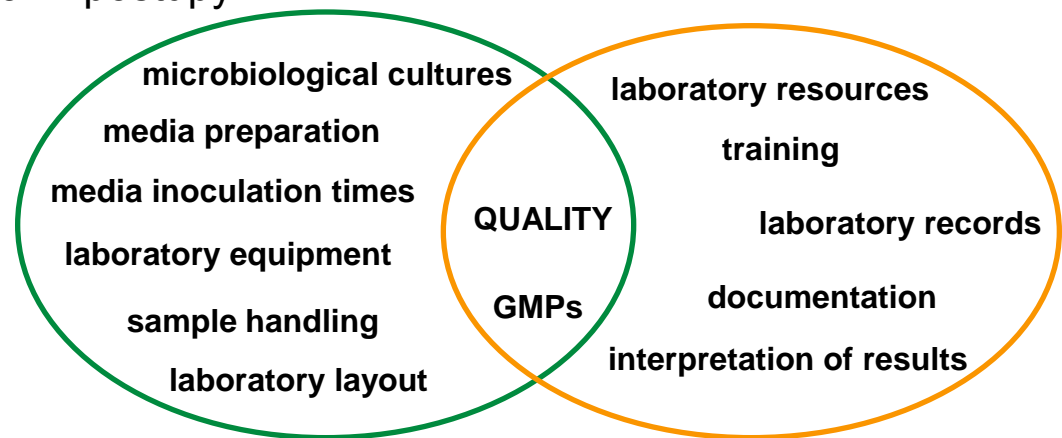 postupy
microbiological cultures
media preparation
media inoculation times
laboratory equipment
sample handling
laboratory layout
QUALITY
GMPs
laboratory resources
training
laboratory records
documentation
interpretation of results